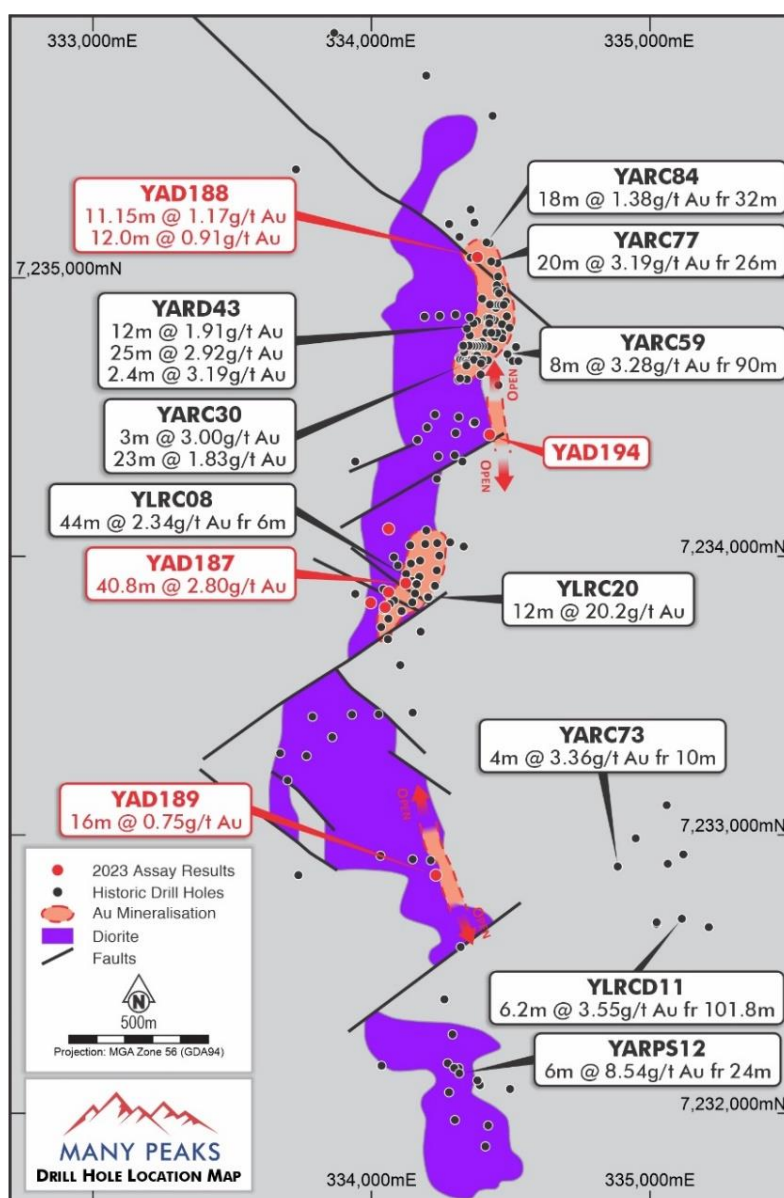 333,000mE
334,000mE
335,000mE
YAD188
11.15m @ 1.17g/t Au
12.0m @ 0.91g/t Au
YARC84
18m @ 1.38g/t Au fr 32m
YARC77
20m @ 3.19g/t Au fr 26m
7,235,000mN
YARD43
12m @ 1.91g/t Au
25m @ 2.92g/t Au
2.4m @ 3.19g/t Au
YARC59
8m @ 3.28g/t Au fr 90m
OPEN
YARC30
3m @ 3.00g/t Au
23m @ 1.83g/t Au
YAD194
OPEN
YLRC08
44m @ 2.34g/t Au fr 6m
7,234,000mN
YAD187
40.8m @ 2.80g/t Au
YLRC20
12m @ 20.2g/t Au
YARC73
4m @ 3.36g/t Au fr 10m
YAD189
16m @ 0.75g/t Au
OPEN
7,233,000mN
OPEN
2023 Assay Results
Historic Drill Holes
Au Mineralisation
Diorite
Faults
N
500m
Projection: MGA Zone 56 (GDA94)
YLRCD11
6.2m @ 3.55g/t Au fr 101.8m
YARPS12
6m @ 8.54g/t Au fr 24m
7,232,000mN
MANY PEAKS
DRILL HOLE LOCATION MAP
334,000mE
335,000mE